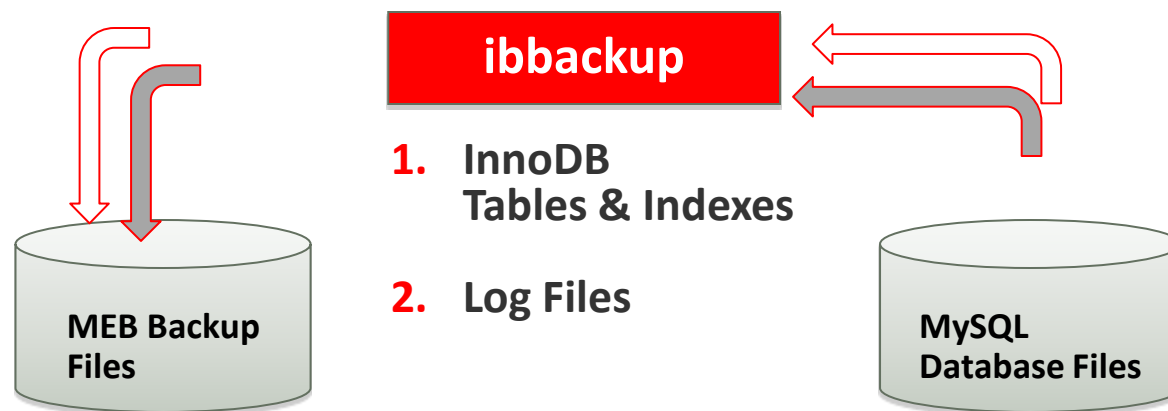 ibbackup
1. InnoDB
Tables & Indexes
2. Log Files
MEB Backup
Files
MySQL
Database Files